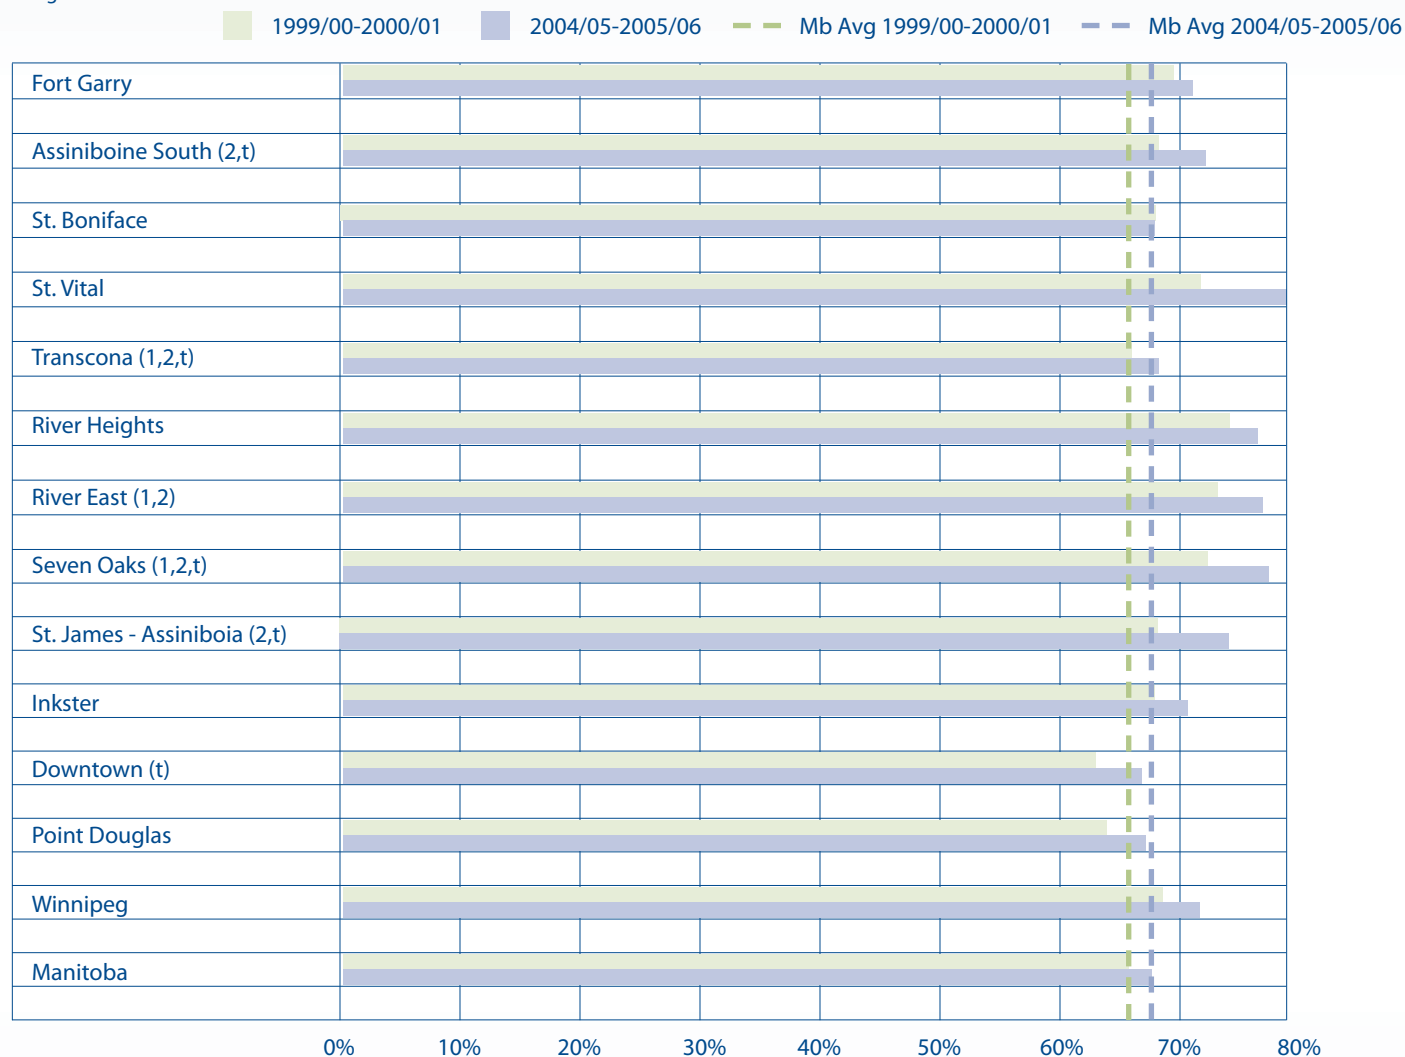 1999/00-2000/01 2004/05-2005/06 Mb Avg 1999/00-2000/01 Mb Avg 2004/05-2005/06
Fort Garry
Assiniboine South (2,t)
St. Boniface
St. Vital
Transcona (1,2,t)
River Heights
River East (1,2)
Seven Oaks (1,2,t)
St. James - Assiniboia (2,t)
Inkster
Downtown (t)
Point Douglas
Winnipeg
Manitoba
0% 10% 20% 30% 40% 50% 60% 70% 80%